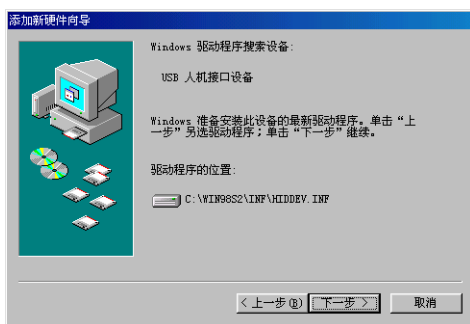 添加新硬件向导
Windows 驱动程序搜索设备:
USB 人机接口设备
Windows 准备安装此设备的最新驱动程序。单击“上
一步”另选驱动程序；单击“下一步”继续。
驱动程序的位置:
C:\WIN98S2\INF\HIDDEV.INF
< 上一步(B) 下一步 > 取消